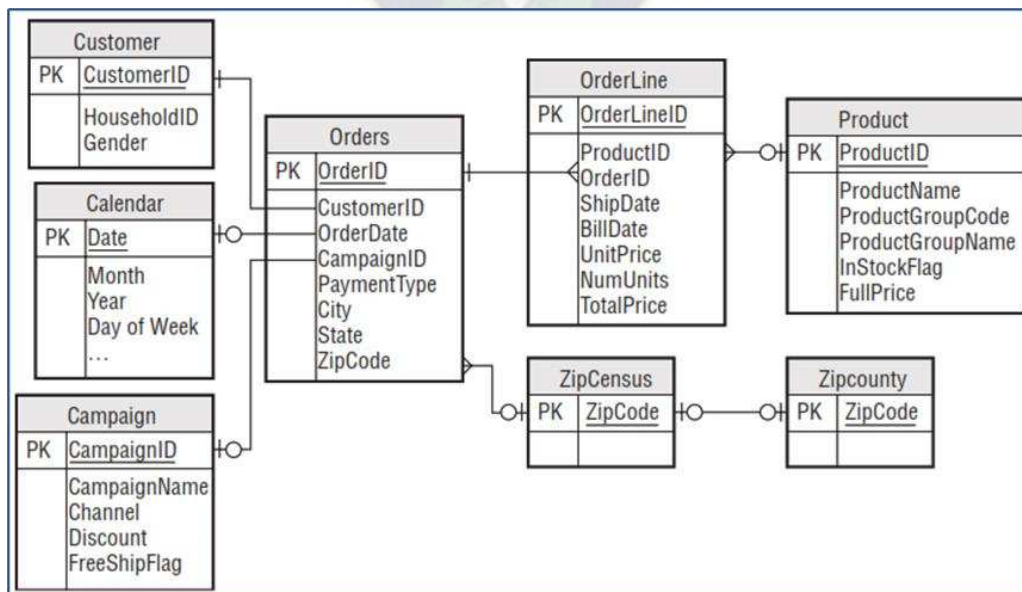 Customer
PK CustomerID
HouseholdID
Gender
Calendar
PK Date
Month
Year
Day of Week
...
Campaign
PK CampaignID
CampaignName
Channel
Discount
FreeShipFlag
Orders
PK OrderID
CustomerID
OrderDate
CampaignID
PaymentType
City
State
ZipCode
OrderLine
PK OrderLineID
ProductID
OrderID
ShipDate
BillDate
UnitPrice
NumUnits
TotalPrice
Product
PK ProductID
ProductName
ProductGroupCode
ProductGroupName
InStockFlag
FullPrice
ZipCensus
PK ZipCode
Zipcounty
PK ZipCode